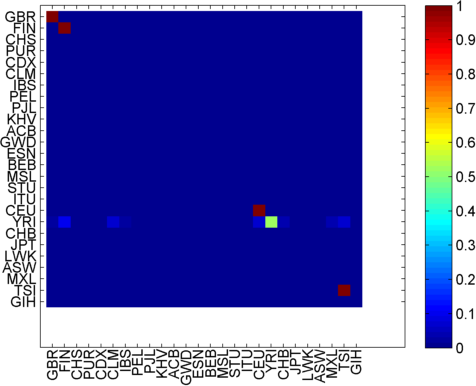 GBR
FIN
CHS
PUR
CDX
CLM
IBS
PEL
PJL
KHV
ACB
GWD
ESN
BEB
MSL
STU
ITU
CEU
YRI
CHB
JPT
LWK
ASW
MXL
TSI
GIH
GBR
FIN
CHS
PUR
CDX
CLM
IBS
PEL
PJL
KHV
ACB
GWD
ESN
BEB
MSL
STU
ITU
CEU
YRI
CHB
JPT
LWK
ASW
MXL
TSI
GIH
1
0.9
0.8
0.7
0.6
0.5
0.4
0.3
0.2
0.1
0